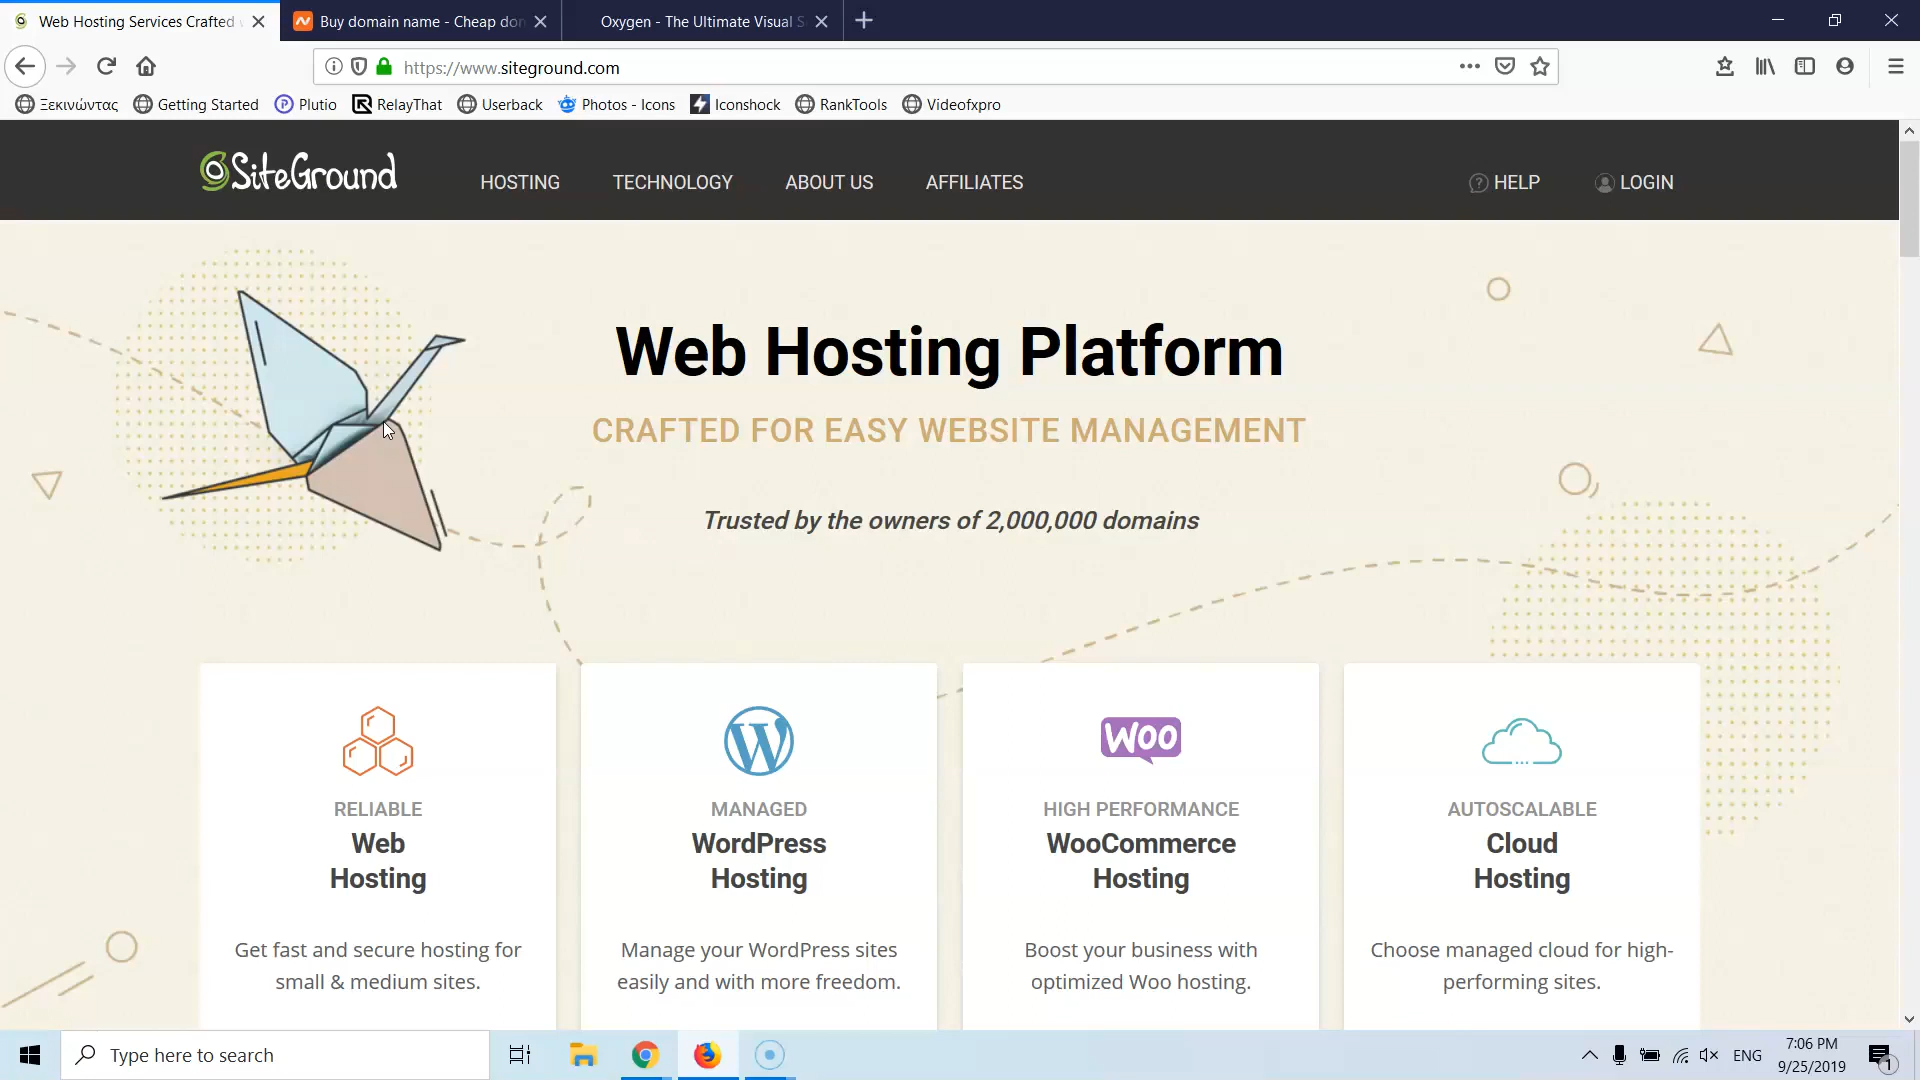 Web Hosting Services Crafted
Buy domain name - Cheap don
Oxygen - The Ultimate Visual S
https://www.siteground.com
Ξεκινώντας
Getting Started
Plutio
RelayThat
Userback
Photos - Icons
Iconshock
RankTools
Videofxpro
SiteGround
HOSTING
TECHNOLOGY
ABOUT US
AFFILIATES
HELP
LOGIN
Web Hosting Platform
CRAFTED FOR EASY WEBSITE MANAGEMENT
Trusted by the owners of 2,000,000 domains
RELIABLE
Web
Hosting
Get fast and secure hosting for
small & medium sites.
MANAGED
WordPress
Hosting
Manage your WordPress sites
easily and with more freedom.
WOO
HIGH PERFORMANCE
WooCommerce
Hosting
Boost your business with
optimized Woo hosting.
AUTOSCALABLE
Cloud
Hosting
Choose managed cloud for high-
performing sites.
Type here to search
ENG
7:06 PM
9/25/2019
1